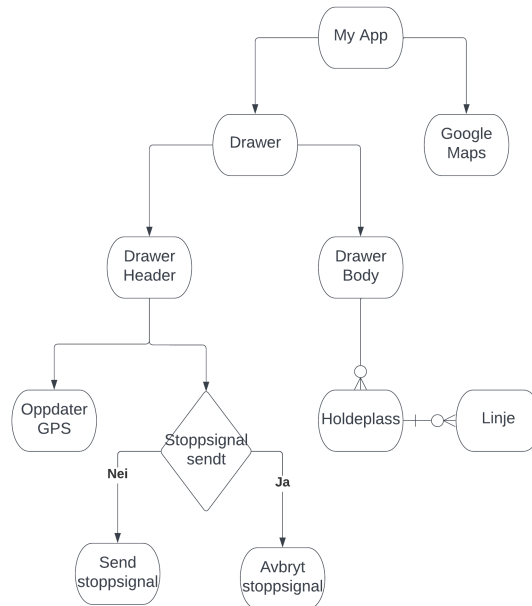 My App
Drawer
Google
Maps
Drawer
Header
Drawer
Body
Oppdater
GPS
Stoppsignal
sendt
Holdeplass
Linje
Nei
Ja
Send
stoppsignal
Avbryt
stoppsignal